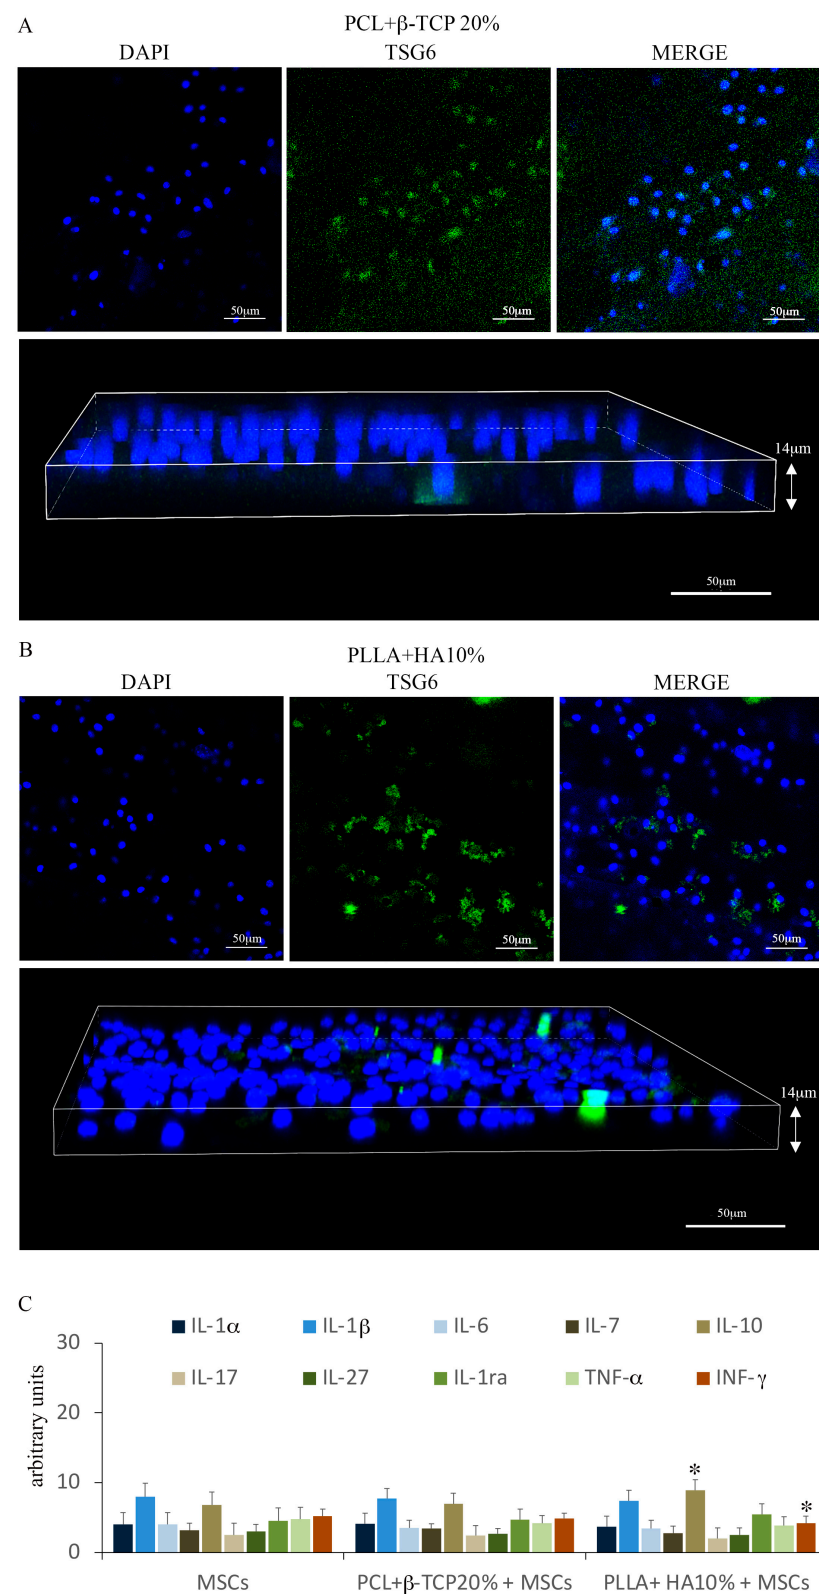 A
PCL+β-TCP 20%
DAPI TSG6 MERGE
50µm 50µm 50µm
14µm
50µm
B
PLLA+HA10%
DAPI TSG6 MERGE
50µm 50µm 50µm
14µm
50µm
C
IL-1α IL-1β IL-6 IL-7 IL-10
IL-17 IL-27 IL-1ra TNF-α INF-γ
arbitrary units
30
20
10
0
* *
MSCs PCL+β-TCP20% + MSCs PLLA+ HA10% + MSCs